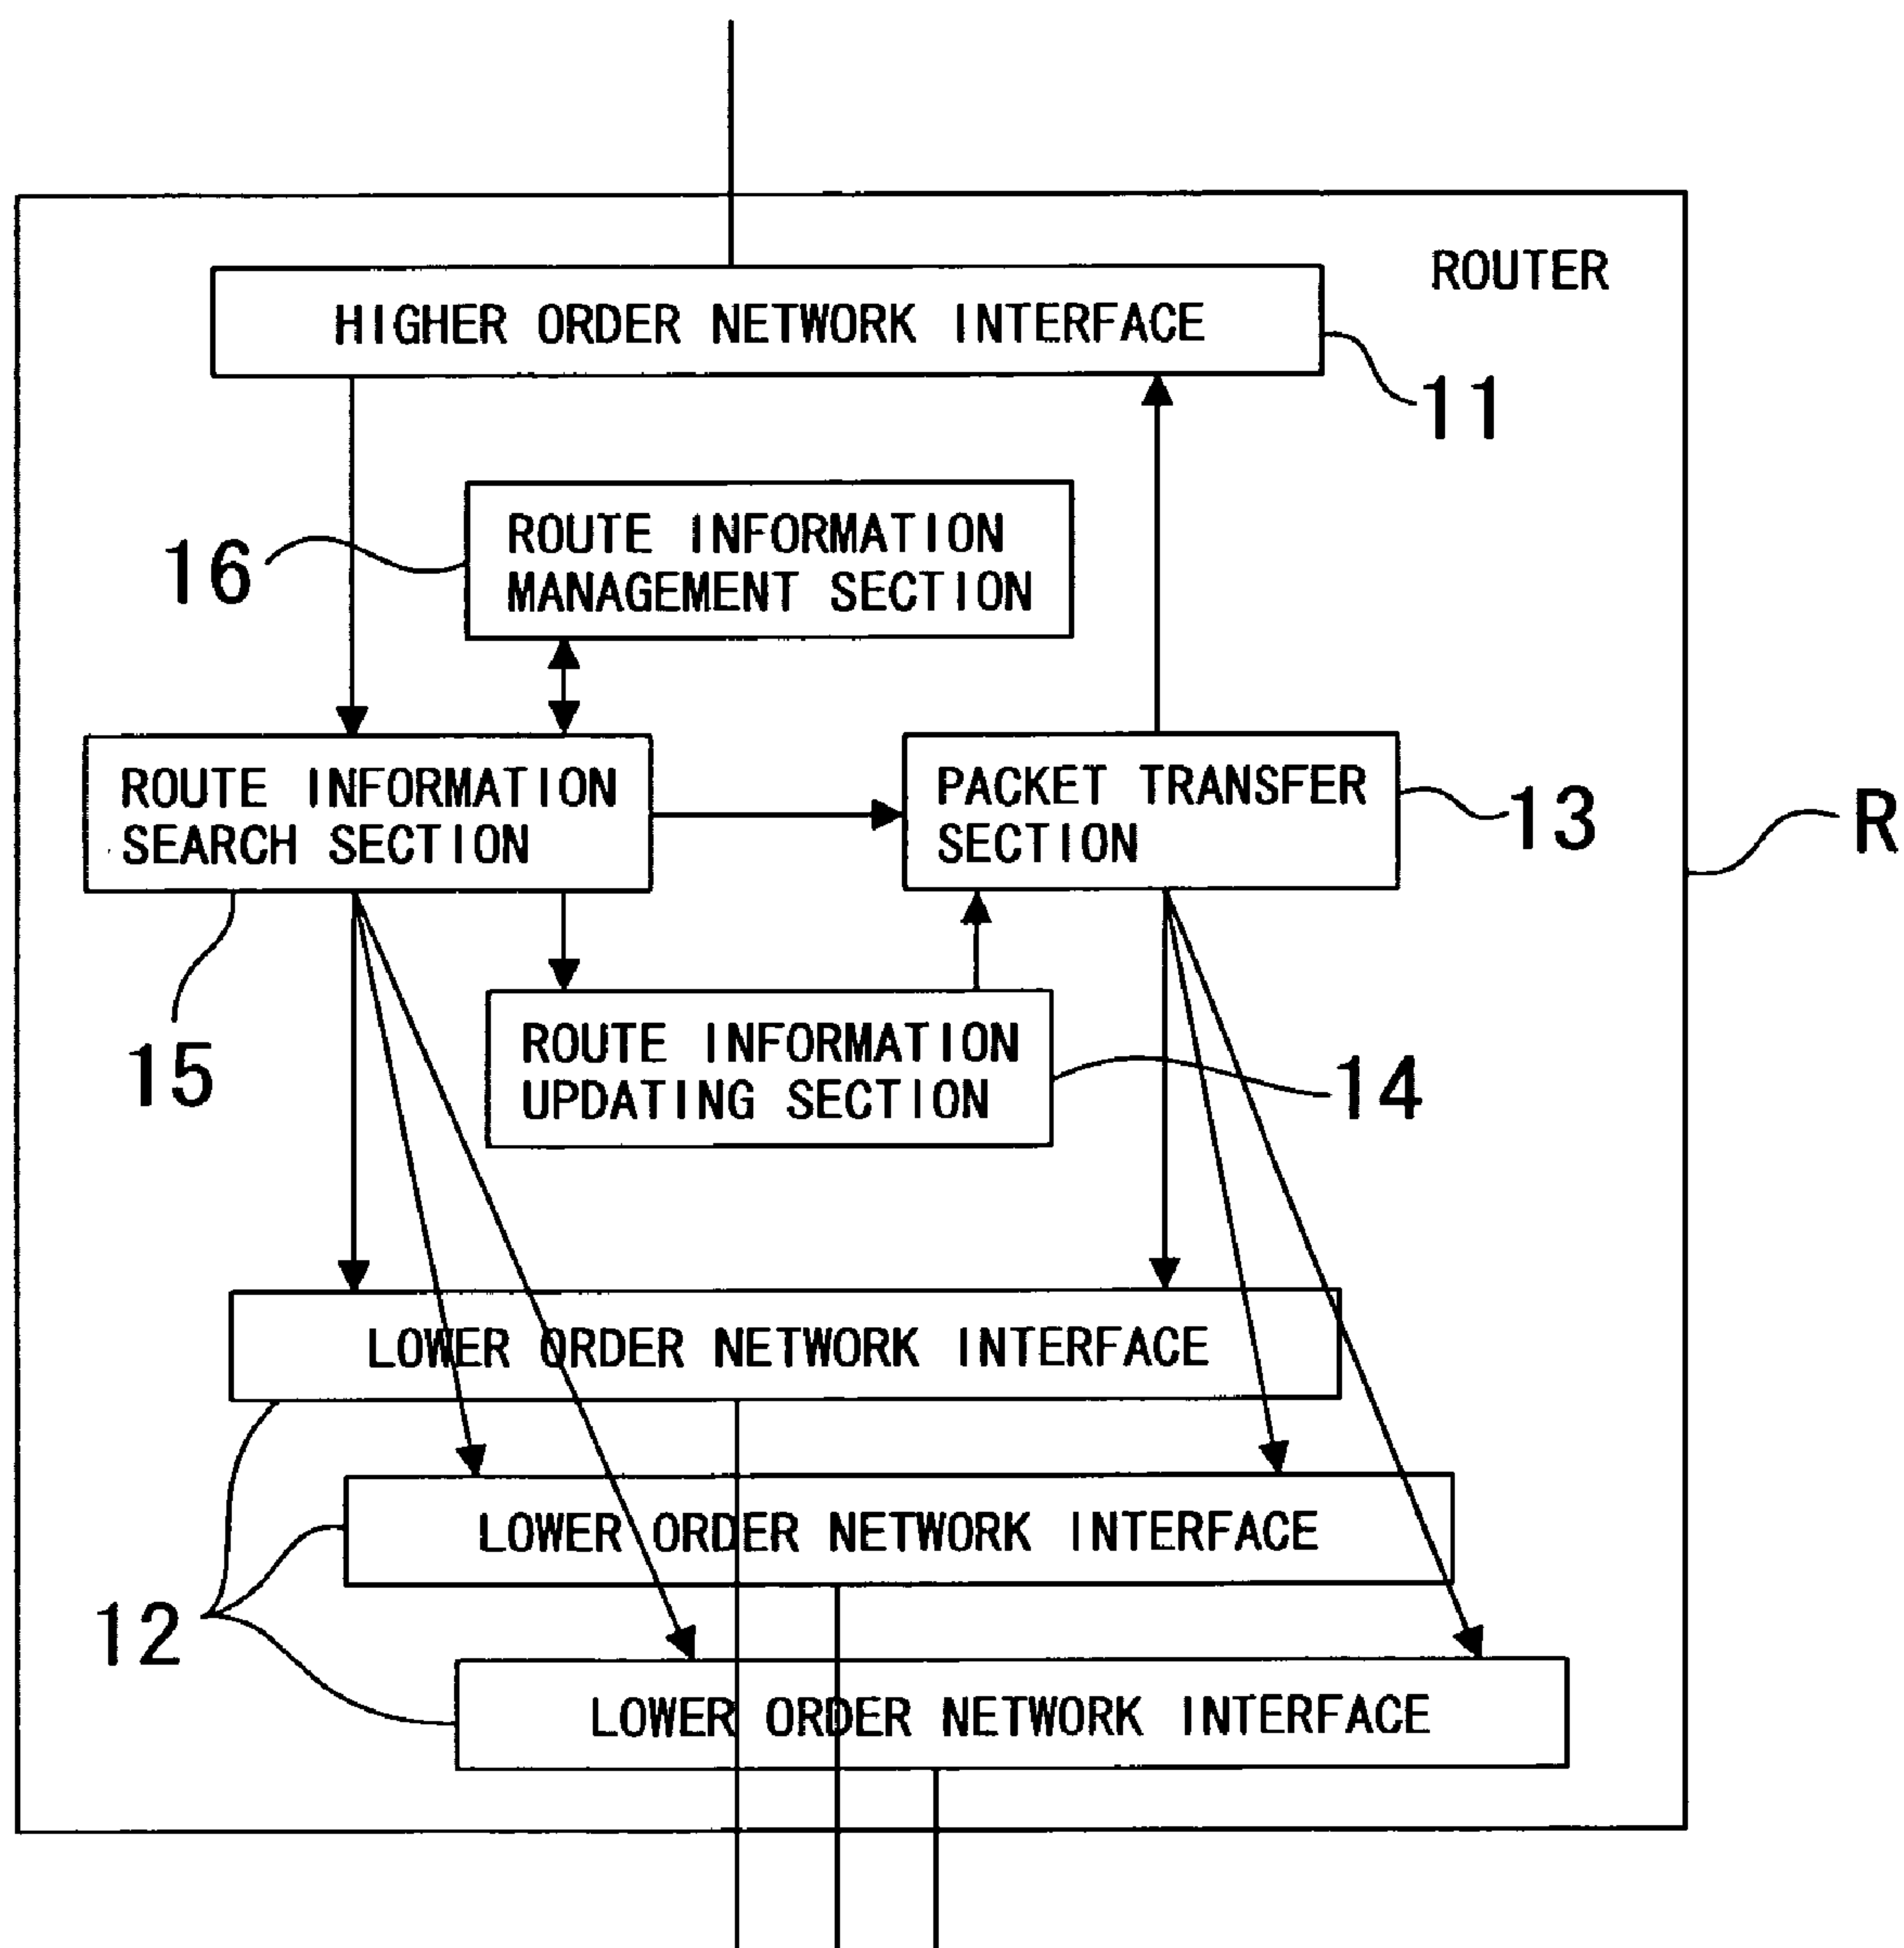 ROUTER
HIGHER ORDER NETWORK INTERFACE
11
ROUTE INFORMATION
MANAGEMENT SECTION
16
ROUTE INFORMATION
SEARCH SECTION
PACKET TRANSFER
SECTION
13
R
15
ROUTE INFORMATION
UPDATING SECTION
14
LOWER ORDER NETWORK INTERFACE
LOWER ORDER NETWORK INTERFACE
12
LOWER ORDER NETWORK INTERFACE